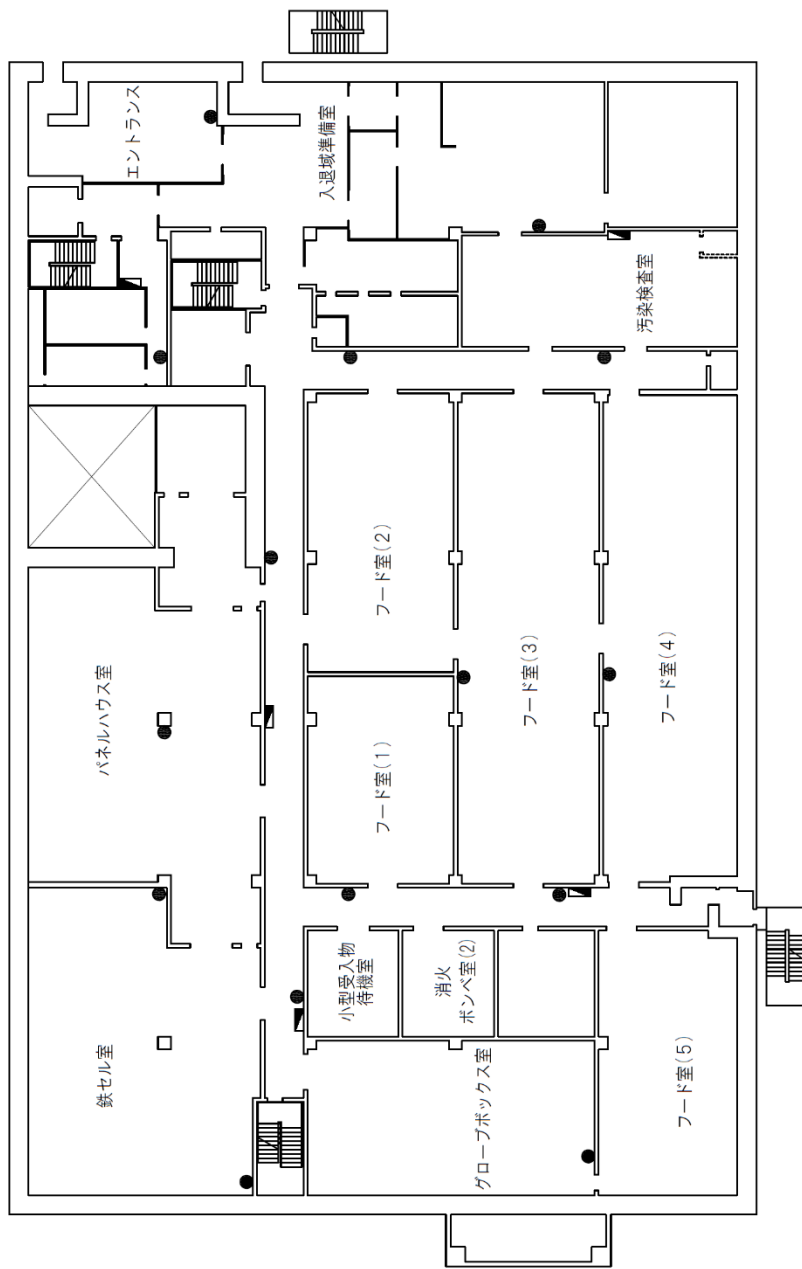 エントランス
入退域準備室
汚染検査室
パネルハウス室
フード室(2)
フード室(3)
フード室(4)
フード室(1)
鉄セル室
小型受入物
待機室
消火
ボンベ室(2)
グローブボックス室
フード室(5)